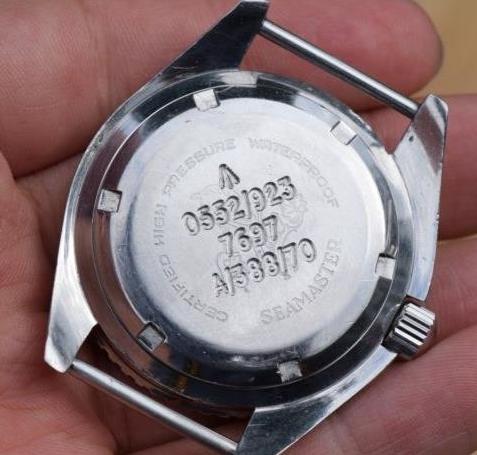 CERTIFIED HIGH PRESSURE WATERPROOF
0552/923
7697
A/388/70
SEAMASTER